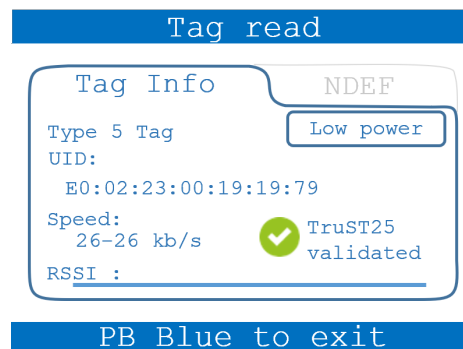 Tag read
Tag Info
NDEF
Type 5 Tag
Low power
UID:
E0:02:23:00:19:19:79
Speed:
26-26 kb/s
TruST25
validated
RSSI :
PB Blue to exit